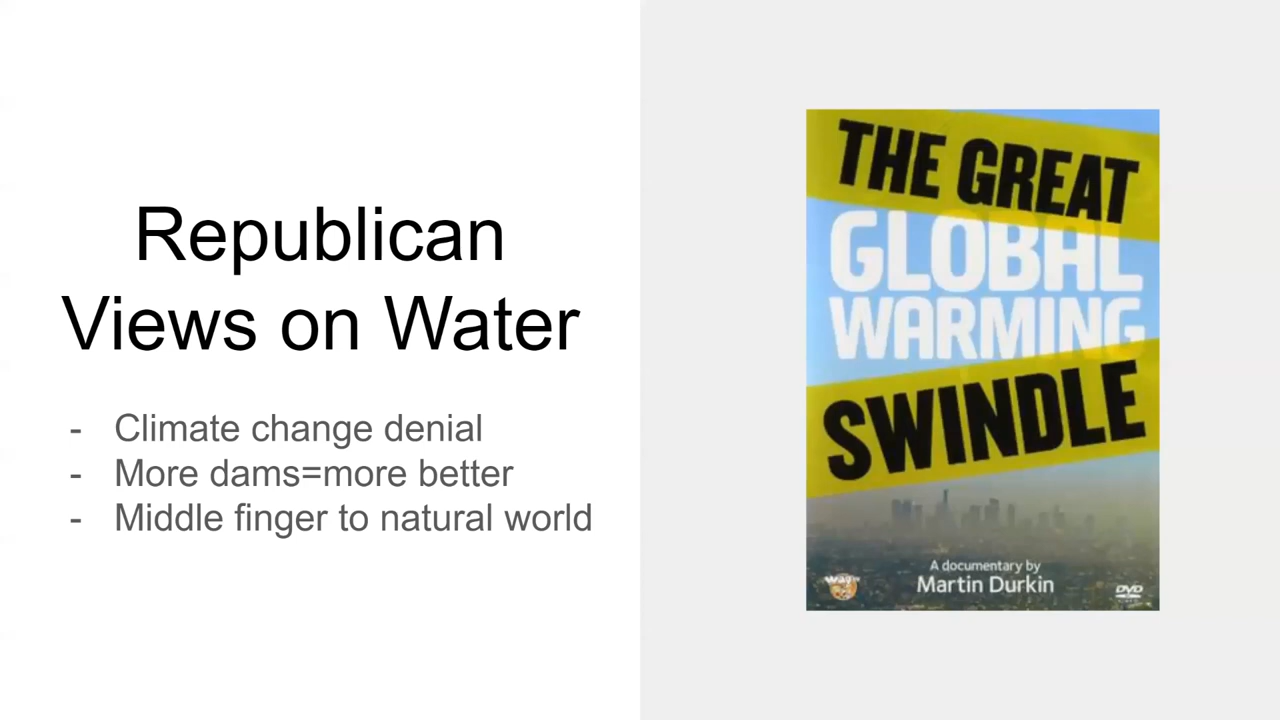 Republican
Views on Water
- Climate change denial
- More dams=more better
- Middle finger to natural world
THE GREAT
GLOBAL
WARMING
SWINDLE
A documentary by
Martin Durkin
DVD